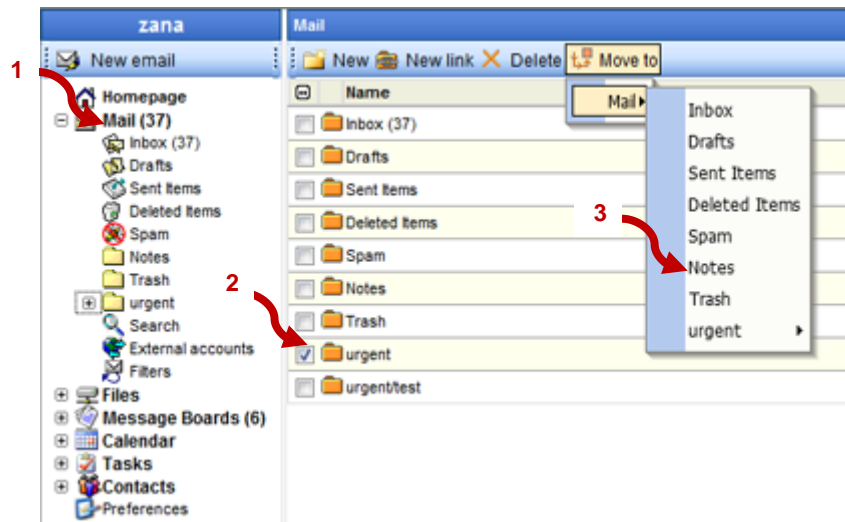 zana
New email
1
Homepage
Mail (37)
Inbox (37)
Drafts
Sent Items
Deleted Items
Spam
Notes
Trash
urgent
Search
External accounts
Filters
Files
Message Boards (6)
Calendar
Tasks
Contacts
Preferences
Mail
New New link Delete Move to
Name
Inbox (37)
Drafts
Sent Items
Deleted Items
Spam
Notes
Trash
2
urgent
urgent/test
Mail
Inbox
Drafts
Sent Items
Deleted Items
Spam
3
Notes
Trash
urgent